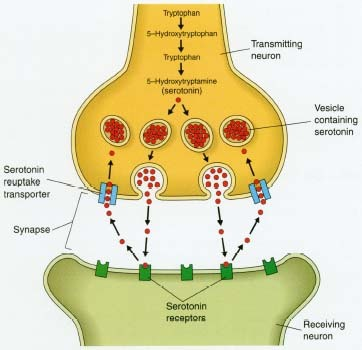 Tryptophan
5-Hydroxytryptophan
Tryptophan
5-Hydroxytryptamine
(serotonin)
Transmitting
neuron
Vesicle
containing
serotonin
Serotonin
reuptake
transporter
Synapse
Serotonin
receptors
Receiving
neuron